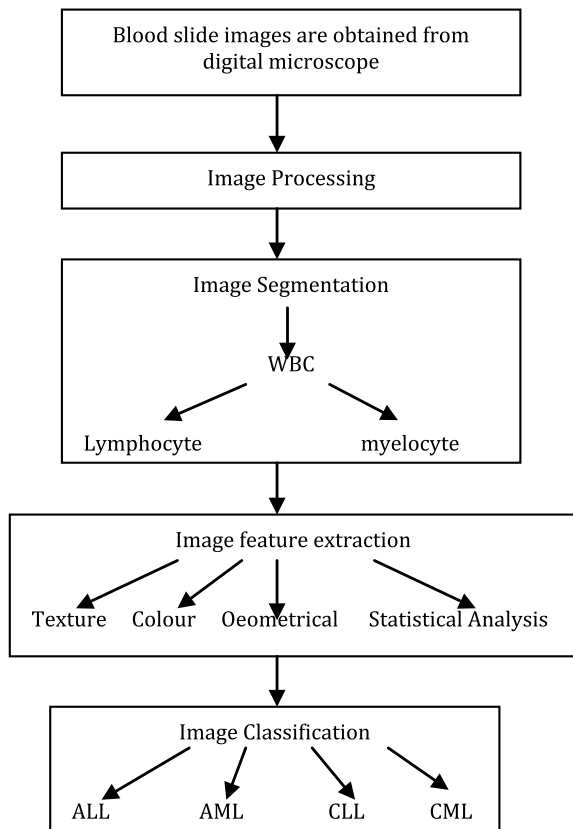 Blood slide images are obtained from
digital microscope
Image Processing
Image Segmentation
WBC
Lymphocyte myelocyte
Image feature extraction
Texture Colour Oeometrical Statistical Analysis
Image Classification
ALL AML CLL CML